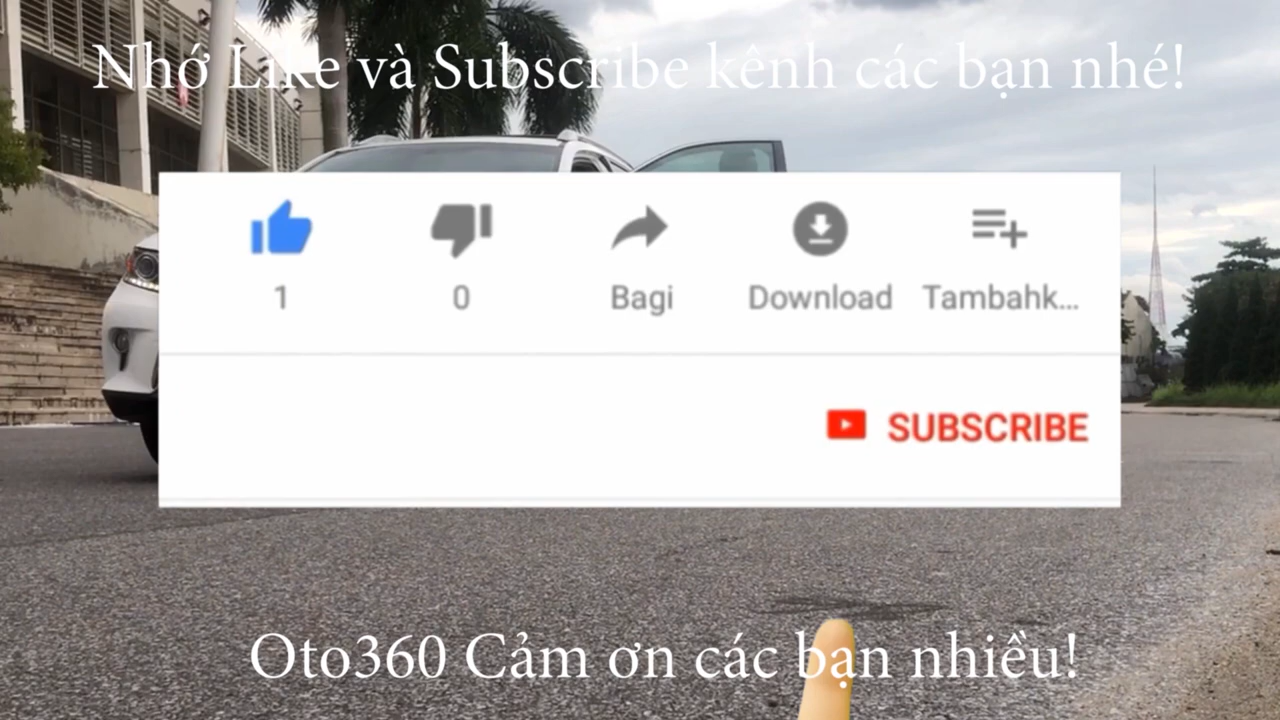 Nhớ Like và Subscribe kênh các bạn nhé!
1 0 Bagi Download Tambahk...
SUBSCRIBE
Oto360 Cảm ơn các bạn nhiều!